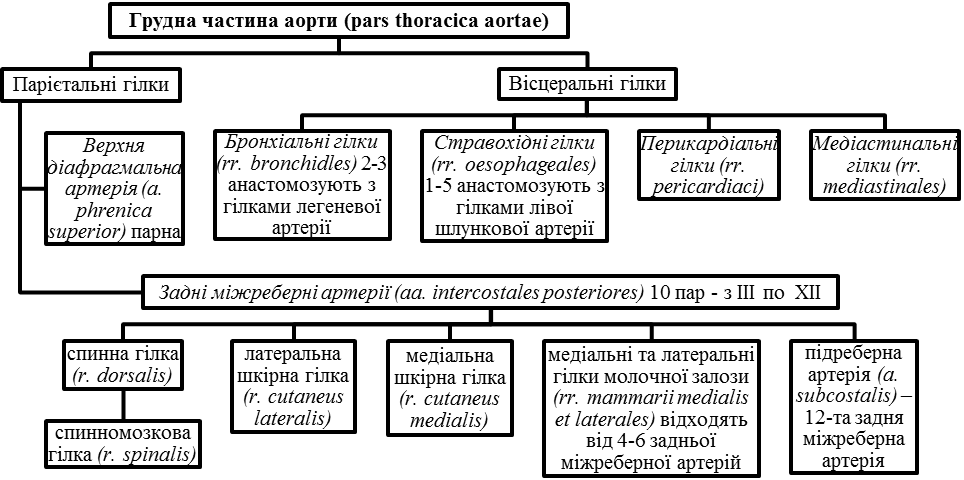 Грудна частина аорти (pars thoracica aortae)
Парієтальні гілки
Вісцеральні гілки
Верхня
діафрагмальна
артерія (a.
phrenica
superior) парна
Бронхіальні гілки
(rr. bronchidles) 2-3
анастомозують з
гілками легеневої
артерії
Стравохідні гілки
(rr. oesophageales)
1-5 анастомозують з
гілками лівої
шлункової артерії
Перикардіальні
гілки (rr.
pericardiaci)
Медіастинальні
гілки (rr.
mediastinales)
Задні міжреберні артерії (aa. intercostales posteriores) 10 пар - з III по XII
спинна гілка
(r. dorsalis)
спинномозкова
гілка (r. spinalis)
латеральна
шкірна гілка
(r. cutaneus
lateralis)
медіальна
шкірна гілка
(r. cutaneus
medialis)
медіальні та латеральні
гілки молочної залози
(rr. mammarii medialis
et laterales) відходять
від 4-6 задньої
міжреберної артерій
підреберна
артерія (a.
subcostalis) –
12-та задня
міжреберна
артерія